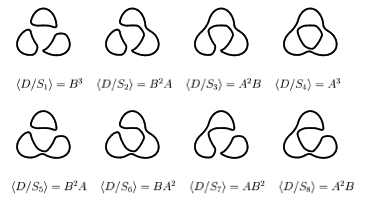 ⟨D/S₁⟩ = B³ ⟨D/S₂⟩ = B²A ⟨D/S₃⟩ = A²B ⟨D/S₄⟩ = A³
⟨D/S₅⟩ = B²A ⟨D/S₆⟩ = BA² ⟨D/S₇⟩ = AB² ⟨D/S₈⟩ = A²B